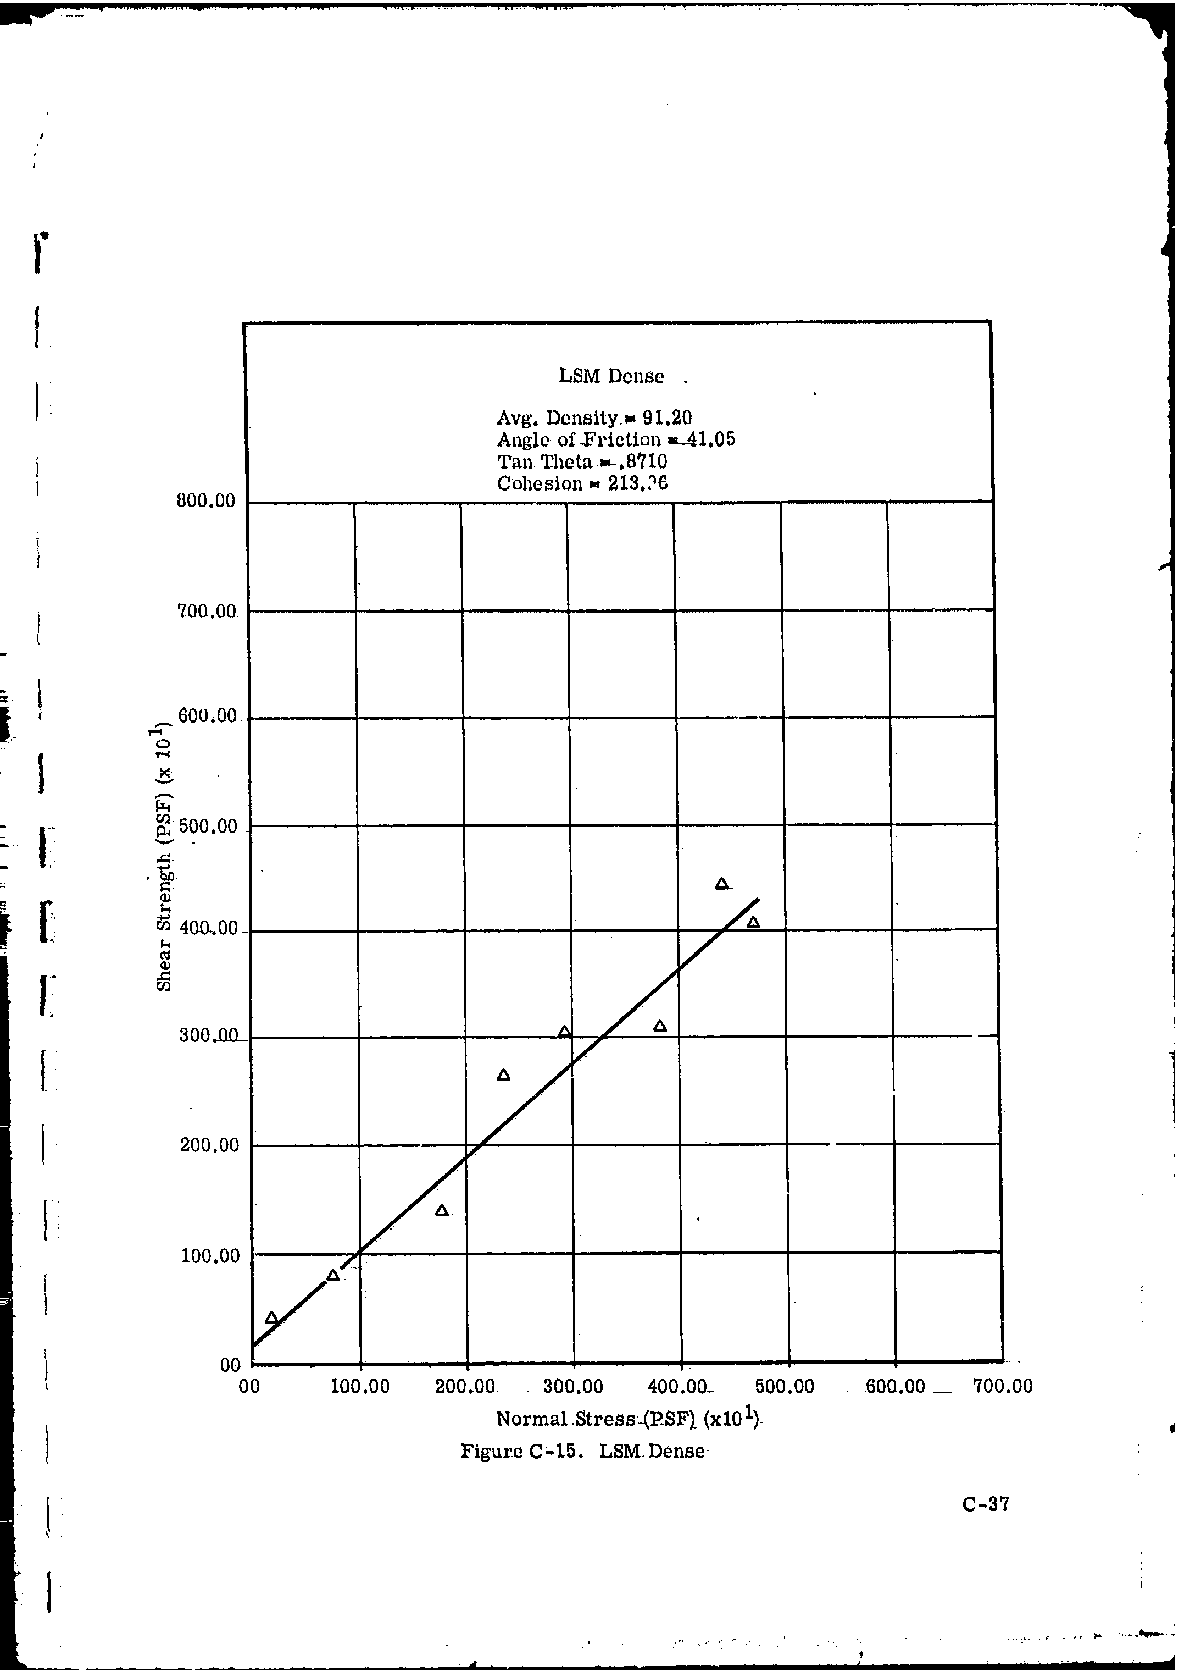 LSM Dense
Avg. Density = 91.20
Angle of Friction = 41.05
Tan Theta = .8710
Cohesion =
800.00
700.00
600.00
500.00
400.00
300.00
200.00
100.00
00
Shear Strength (PSF) (x 10¹)
00 100.00 200.00 300.00 400.00 500.00 600.00 700.00
Normal Stress (PSF) (x10¹)
Figure C-15. LSM Dense
C-37